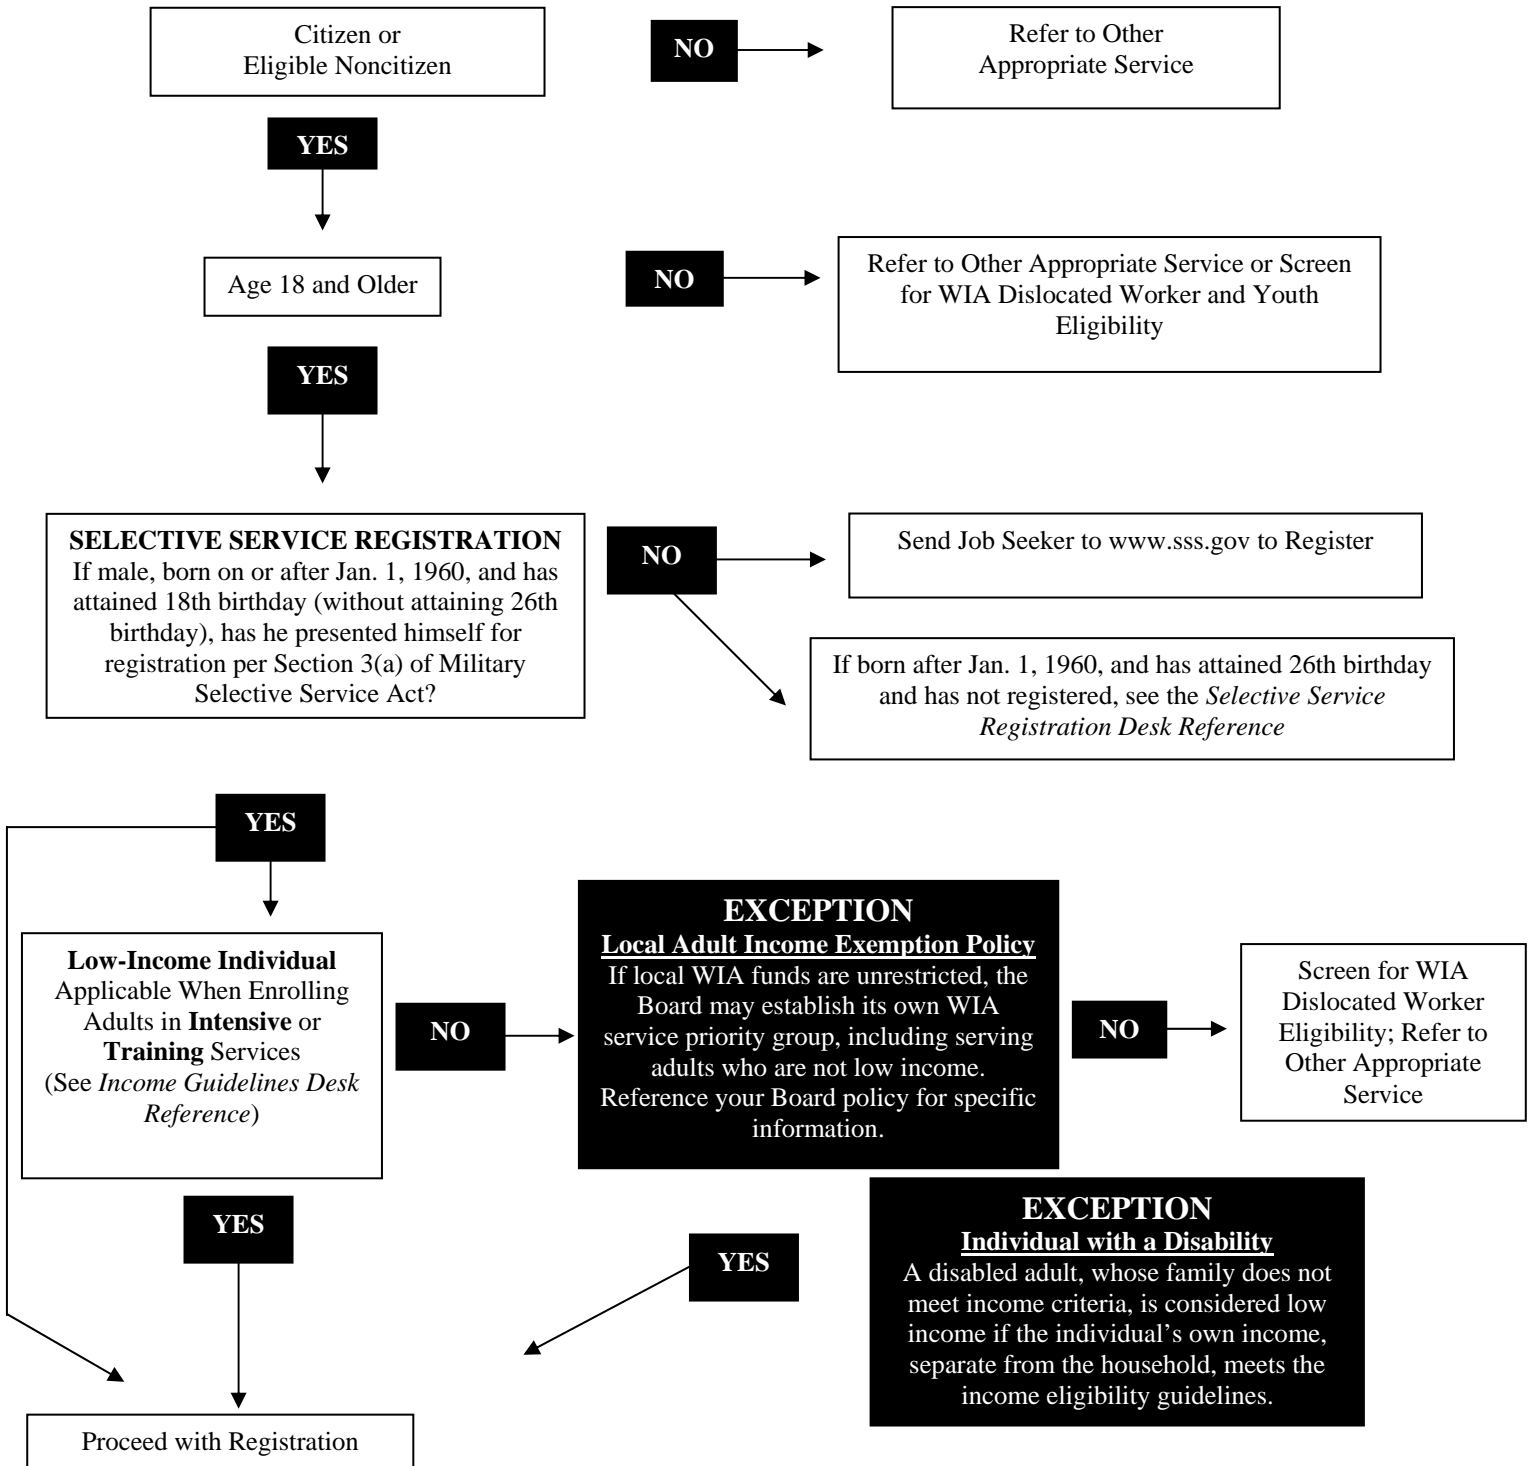 Citizen or
Eligible Noncitizen
NO
Refer to Other
Appropriate Service
YES
Age 18 and Older
NO
Refer to Other Appropriate Service or Screen
for WIA Dislocated Worker and Youth
Eligibility
YES
SELECTIVE SERVICE REGISTRATION
If male, born on or after Jan. 1, 1960, and has
attained 18th birthday (without attaining 26th
birthday), has he presented himself for
registration per Section 3(a) of Military
Selective Service Act?
NO
Send Job Seeker to www.sss.gov to Register
If born after Jan. 1, 1960, and has attained 26th birthday
and has not registered, see the Selective Service
Registration Desk Reference
YES
Low-Income Individual
Applicable When Enrolling
Adults in Intensive or
Training Services
(See Income Guidelines Desk
Reference)
NO
EXCEPTION
Local Adult Income Exemption Policy
If local WIA funds are unrestricted, the
Board may establish its own WIA
service priority group, including serving
adults who are not low income.
Reference your Board policy for specific
information.
NO
Screen for WIA
Dislocated Worker
Eligibility; Refer to
Other Appropriate
Service
YES
YES
EXCEPTION
Individual with a Disability
A disabled adult, whose family does not
meet income criteria, is considered low
income if the individual's own income,
separate from the household, meets the
income eligibility guidelines.
Proceed with Registration